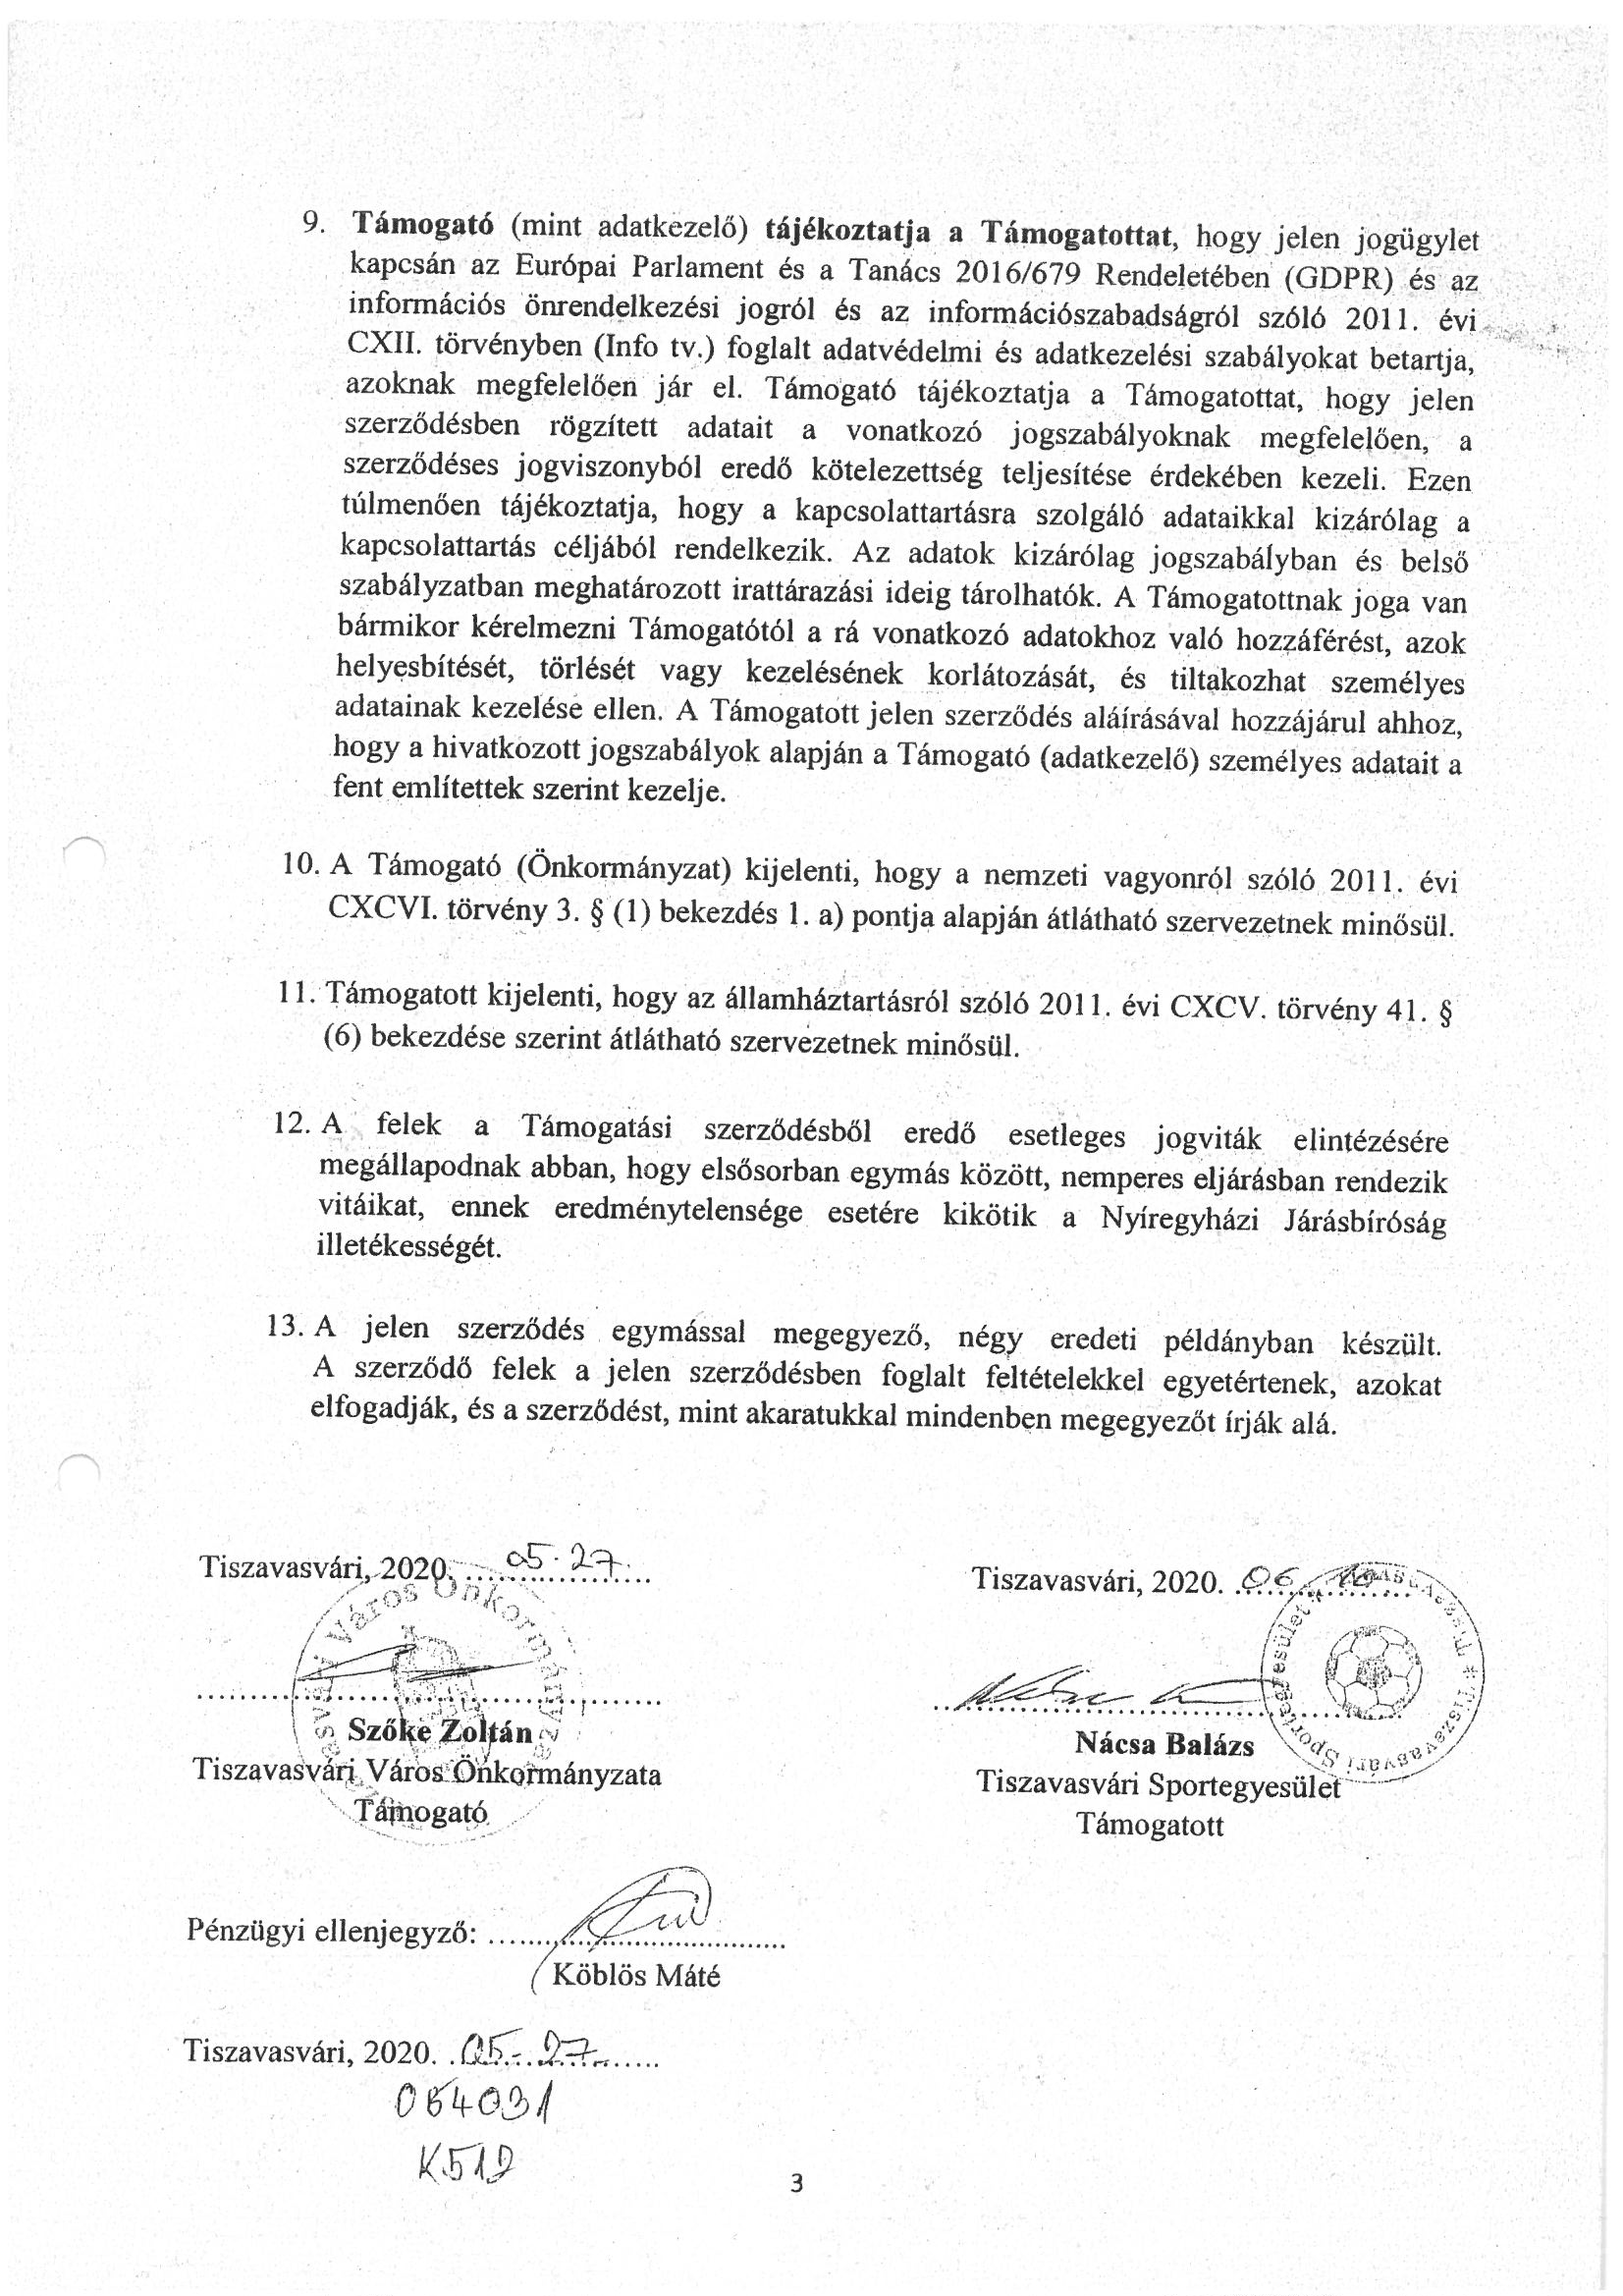 9. Támogató (mint adatkezelő) tájékoztatja a Támogatottat, hogy jelen jogügylet
kapcsán az Európai Parlament és a Tanács 2016/679 Rendeletében (GDPR) és az
információs önrendelkezési jogról és az információszabadságról szóló 2011. évi
CXII. törvényben (Info tv.) foglalt adatvédelmi és adatkezelési szabályokat betartja,
azoknak megfelelően jár el. Támogató tájékoztatja a Támogatottat, hogy jelen
szerződésben rögzített adatait a vonatkozó jogszabályoknak megfelelően, a
szerződéses jogviszonyból eredő kötelezettség teljesítése érdekében kezeli. Ezen
túlmenően tájékoztatja, hogy a kapcsolattartásra szolgáló adataikkal kizárólag a
kapcsolattartás céljából rendelkezik. Az adatok kizárólag jogszabályban és belső
szabályzatban meghatározott irattárazási ideig tárolhatók. A Támogatottnak joga van
bármikor kérelmezni Támogatótól a rá vonatkozó adatokhoz való hozzáférést, azok
helyesbítését, törlését vagy kezelésének korlátozását, és tiltakozhat személyes
adatainak kezelése ellen. A Támogatott jelen szerződés aláírásával hozzájárul ahhoz,
hogy a hivatkozott jogszabályok alapján a Támogató (adatkezelő) személyes adatait a
fent említettek szerint kezelje.
10. A Támogató (Önkormányzat) kijelenti, hogy a nemzeti vagyonról szóló 2011. évi
CXCVI. törvény 3. § (1) bekezdés 1. a) pontja alapján átlátható szervezetnek minősül.
11. Támogatott kijelenti, hogy az államháztartásról szóló 2011. évi CXCV. törvény 41. §
(6) bekezdése szerint átlátható szervezetnek minősül.
12. A felek a Támogatási szerződésből eredő esetleges jogviták elintézésére
megállapodnak abban, hogy elsősorban egymás között, nemperes eljárásban rendezik
vitáikat, ennek eredménytelensége esetére kikötik a Nyíregyházi Járásbíróság
illetékességét.
13. A jelen szerződés egymással megegyező, négy eredeti példányban készült.
A szerződő felek a jelen szerződésben foglalt feltételekkel egyetértenek, azokat
elfogadják, és a szerződést, mint akaratukkal mindenben megegyezőt írják alá.
Tiszavasvári, 2020. 05. 27.
Szőke Zoltán
Tiszavasvári Város Önkormányzata
Támogató
Tiszavasvári, 2020. 06.
Tiszavasvári Sportegyesület
Nácsa Balázs
Tiszavasvári Sportegyesület
Támogatott
Pénzügyi ellenjegyző:
Köblös Máté
Tiszavasvári, 2020. 05. 27.
064031
K512
3